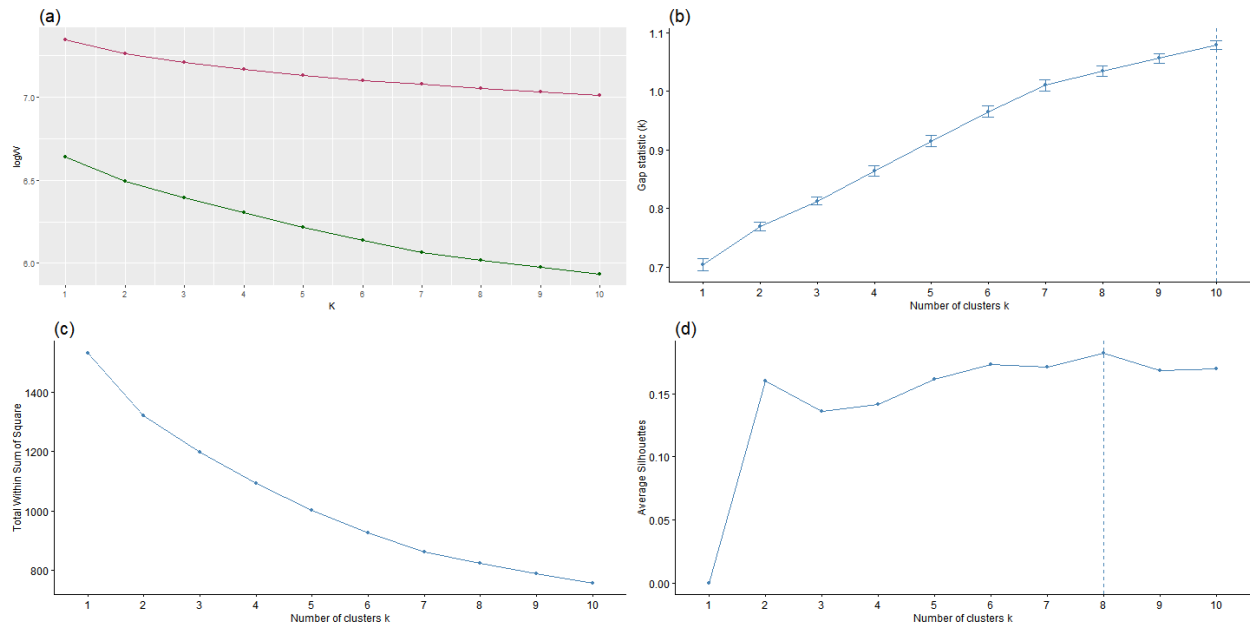 (a)
logW
7.0
6.5
6.0
1 2 3 4 5 6 7 8 9 10
K
(b)
Gap statistic (k)
1.1
1.0
0.9
0.8
0.7
1 2 3 4 5 6 7 8 9 10
Number of clusters k
(c)
Total Within Sum of Square
1400
1200
1000
800
1 2 3 4 5 6 7 8 9 10
Number of clusters k
(d)
Average Silhouettes
0.15
0.10
0.05
0.00
1 2 3 4 5 6 7 8 9 10
Number of clusters k